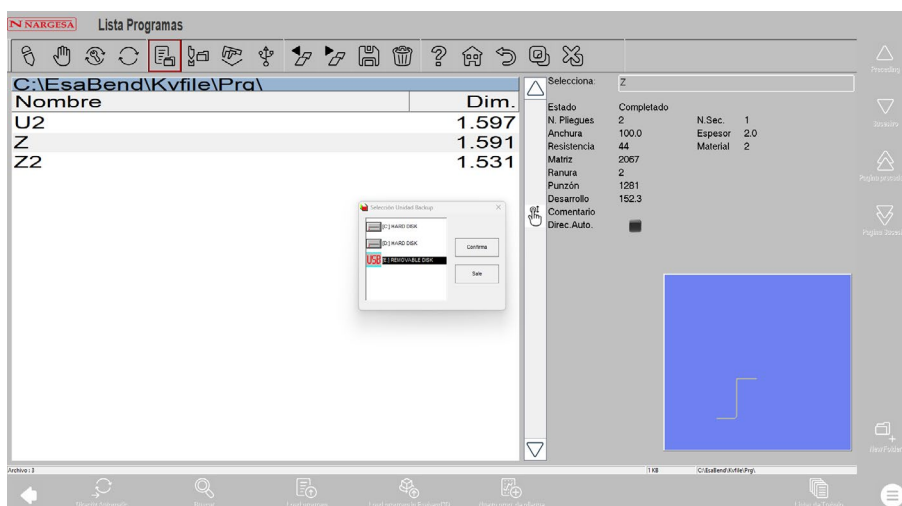 NARGESA
Lista Programas
C:\EsaBend\Kvfile\Prg\
Nombre Dim.
U2 1.597
Z 1.591
Z2 1.531
Selecciona: Z
Estado Completado
N. Pliegues 2 N.Sec. 1
Anchura 100.0 Espesor 2.0
Resistencia 44 Material 2
Matriz 2067
Ranura 2
Punzón 1281
Desarrollo 152.3
Comentario
Direc.Auto.
Selección Unidad Backup
[C:] HARD DISK
[D:] HARD DISK
USB [E:] REMOVABLE DISK
Confirma
Sale
Archivo : 3 1 KB C:\EsaBend\Kvfile\Prg\
New Folder